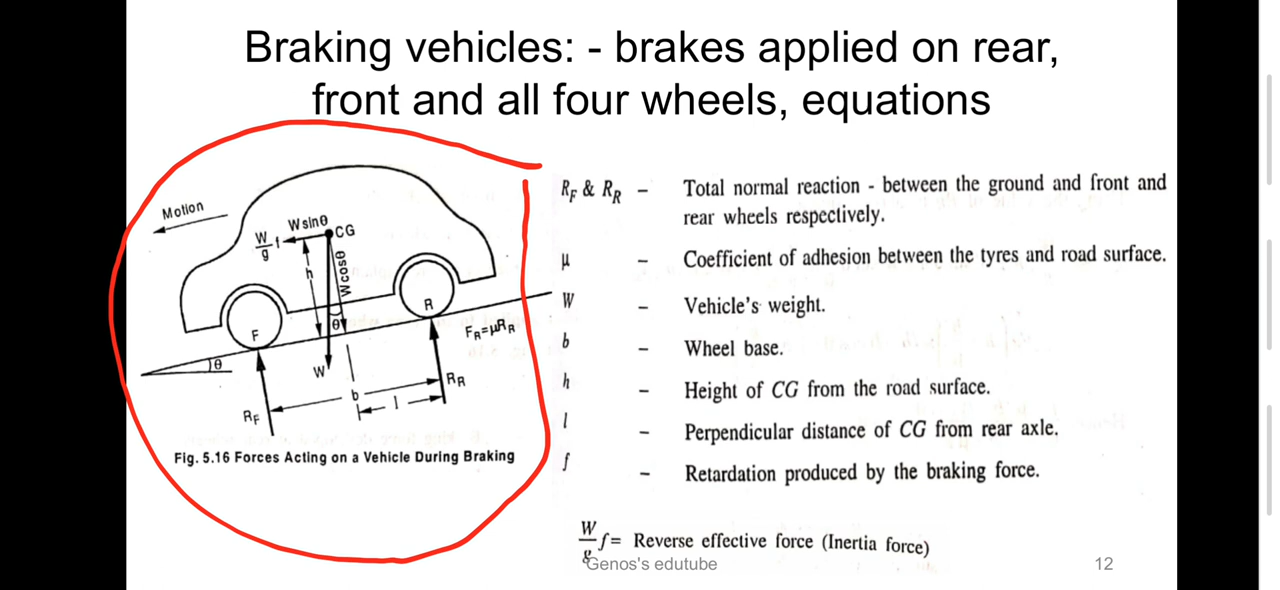 Braking vehicles: - brakes applied on rear,
front and all four wheels, equations
Motion
W sinθ
CG
W/g f
h
Wcosθ
θ
R
F
F_R=μR_R
θ
W
b
l
R_R
R_F
Fig. 5.16 Forces Acting on a Vehicle During Braking
R_F & R_R – Total normal reaction - between the ground and front and
rear wheels respectively.
μ – Coefficient of adhesion between the tyres and road surface.
W – Vehicle's weight.
b – Wheel base.
h – Height of CG from the road surface.
l – Perpendicular distance of CG from rear axle.
f – Retardation produced by the braking force.
W/g f = Reverse effective force (Inertia force)
Genos's edutube
12